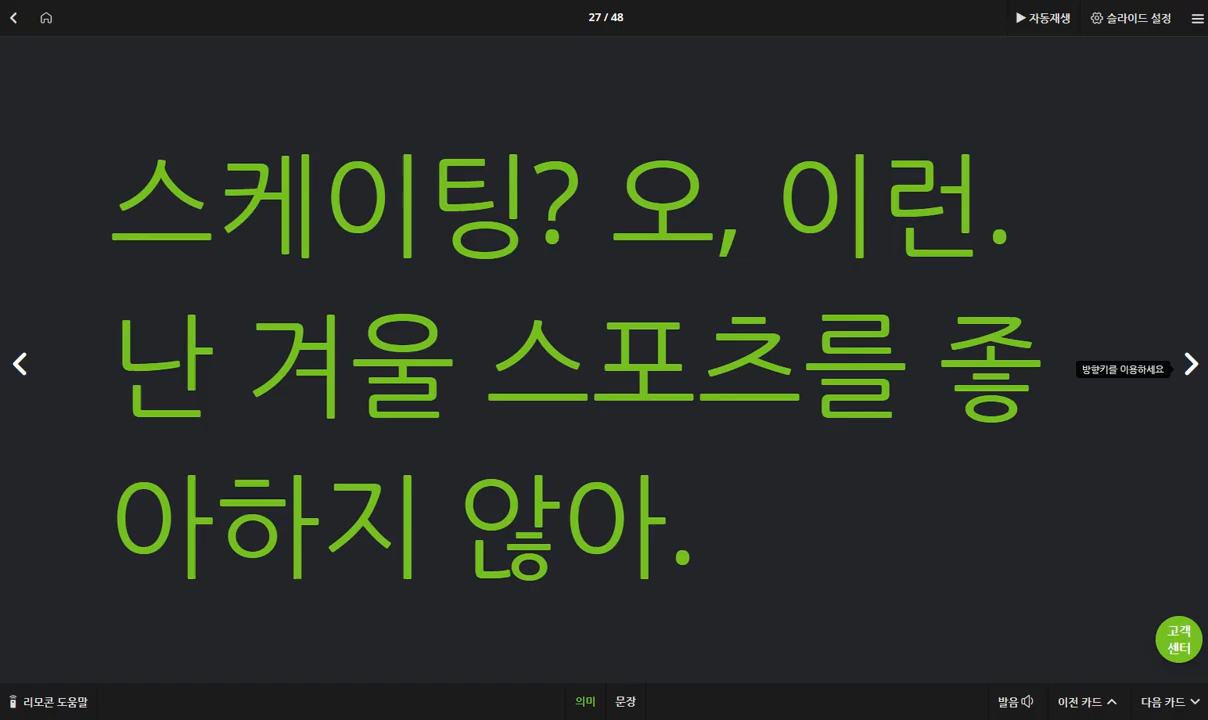 27 / 48
자동재생
슬라이드 설정
스케이팅? 오, 이런.
난 겨울 스포츠를 좋
아하지 않아.
방향키를 이용하세요
고객
센터
리모콘 도움말
의미
문장
발음
이전 카드
다음 카드